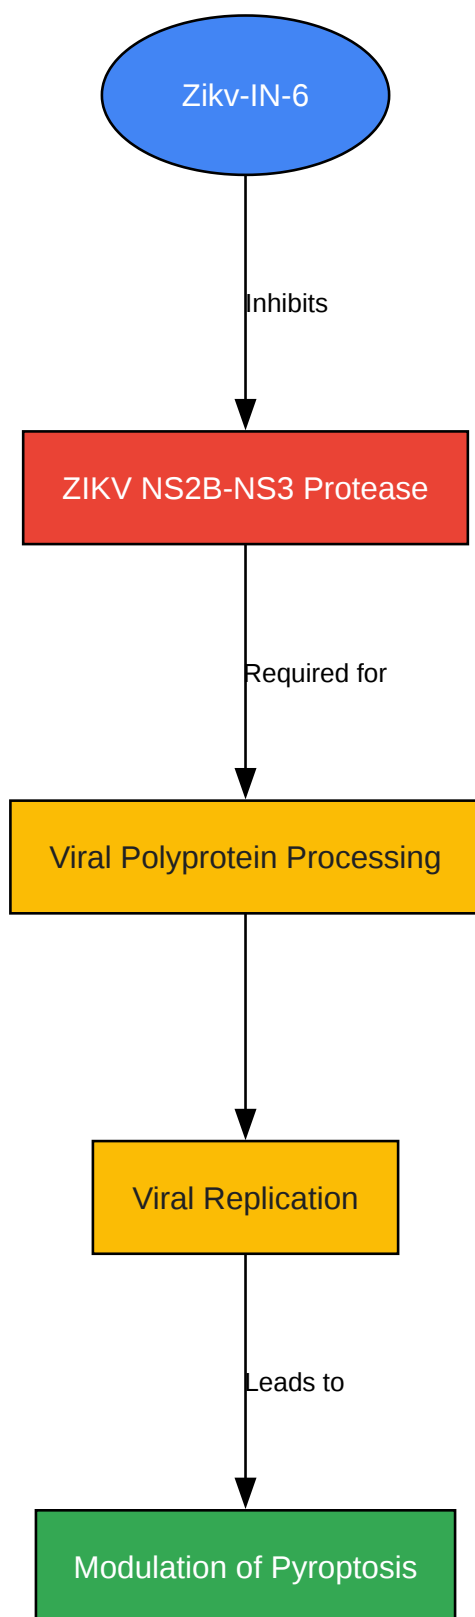 Zikv-IN-6
Inhibits
ZIKV NS2B-NS3 Protease
Required for
Viral Polyprotein Processing
Viral Replication
Leads to
Modulation of Pyroptosis